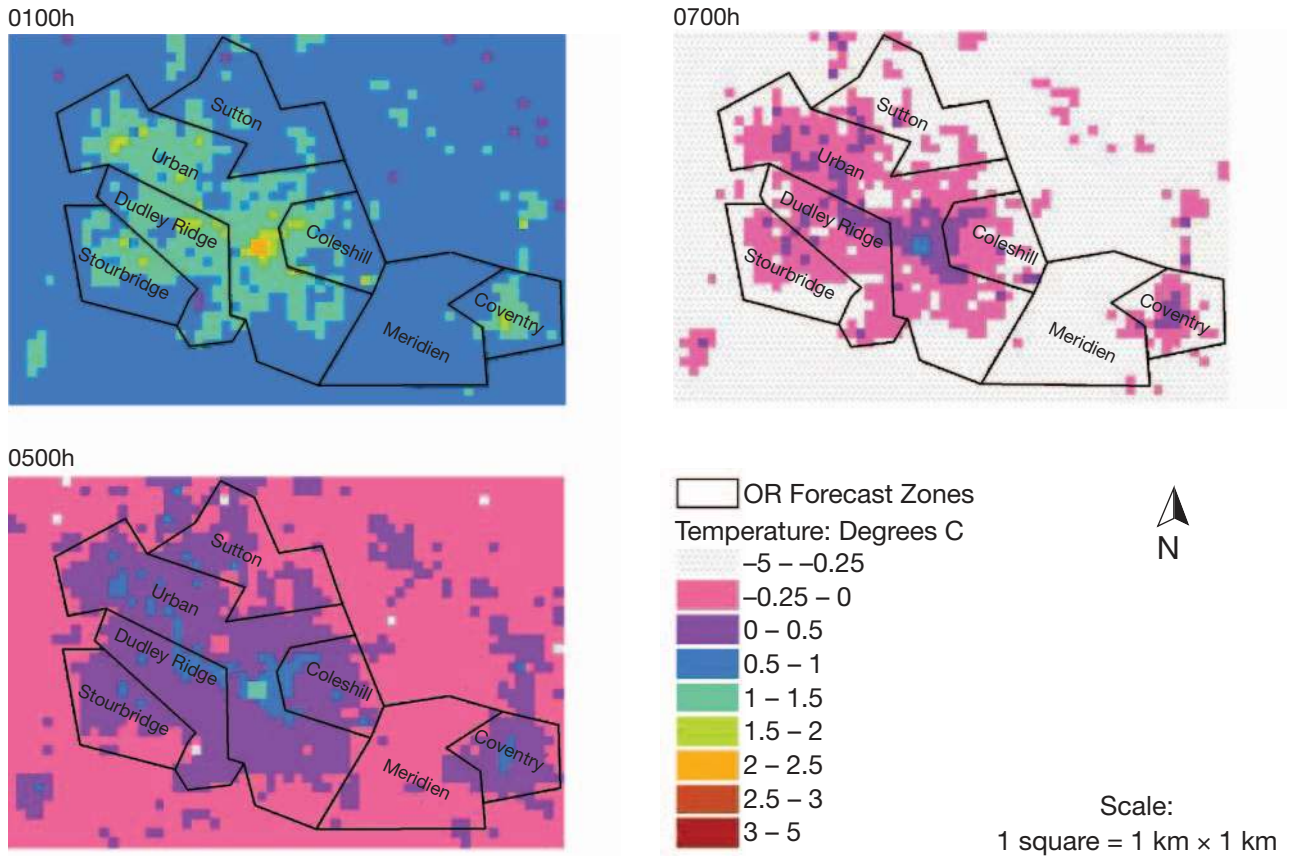 0100h
Sutton
Urban
Dudley Ridge
Stourbridge
Coleshill
Coventry
Meridien
0700h
Sutton
Urban
Dudley Ridge
Stourbridge
Coleshill
Coventry
Meridien
0500h
Sutton
Urban
Dudley Ridge
Stourbridge
Coleshill
Coventry
Meridien
OR Forecast Zones
Temperature: Degrees C
–5 – –0.25
–0.25 – 0
0 – 0.5
0.5 – 1
1 – 1.5
1.5 – 2
2 – 2.5
2.5 – 3
3 – 5
N
Scale:
1 square = 1 km × 1 km